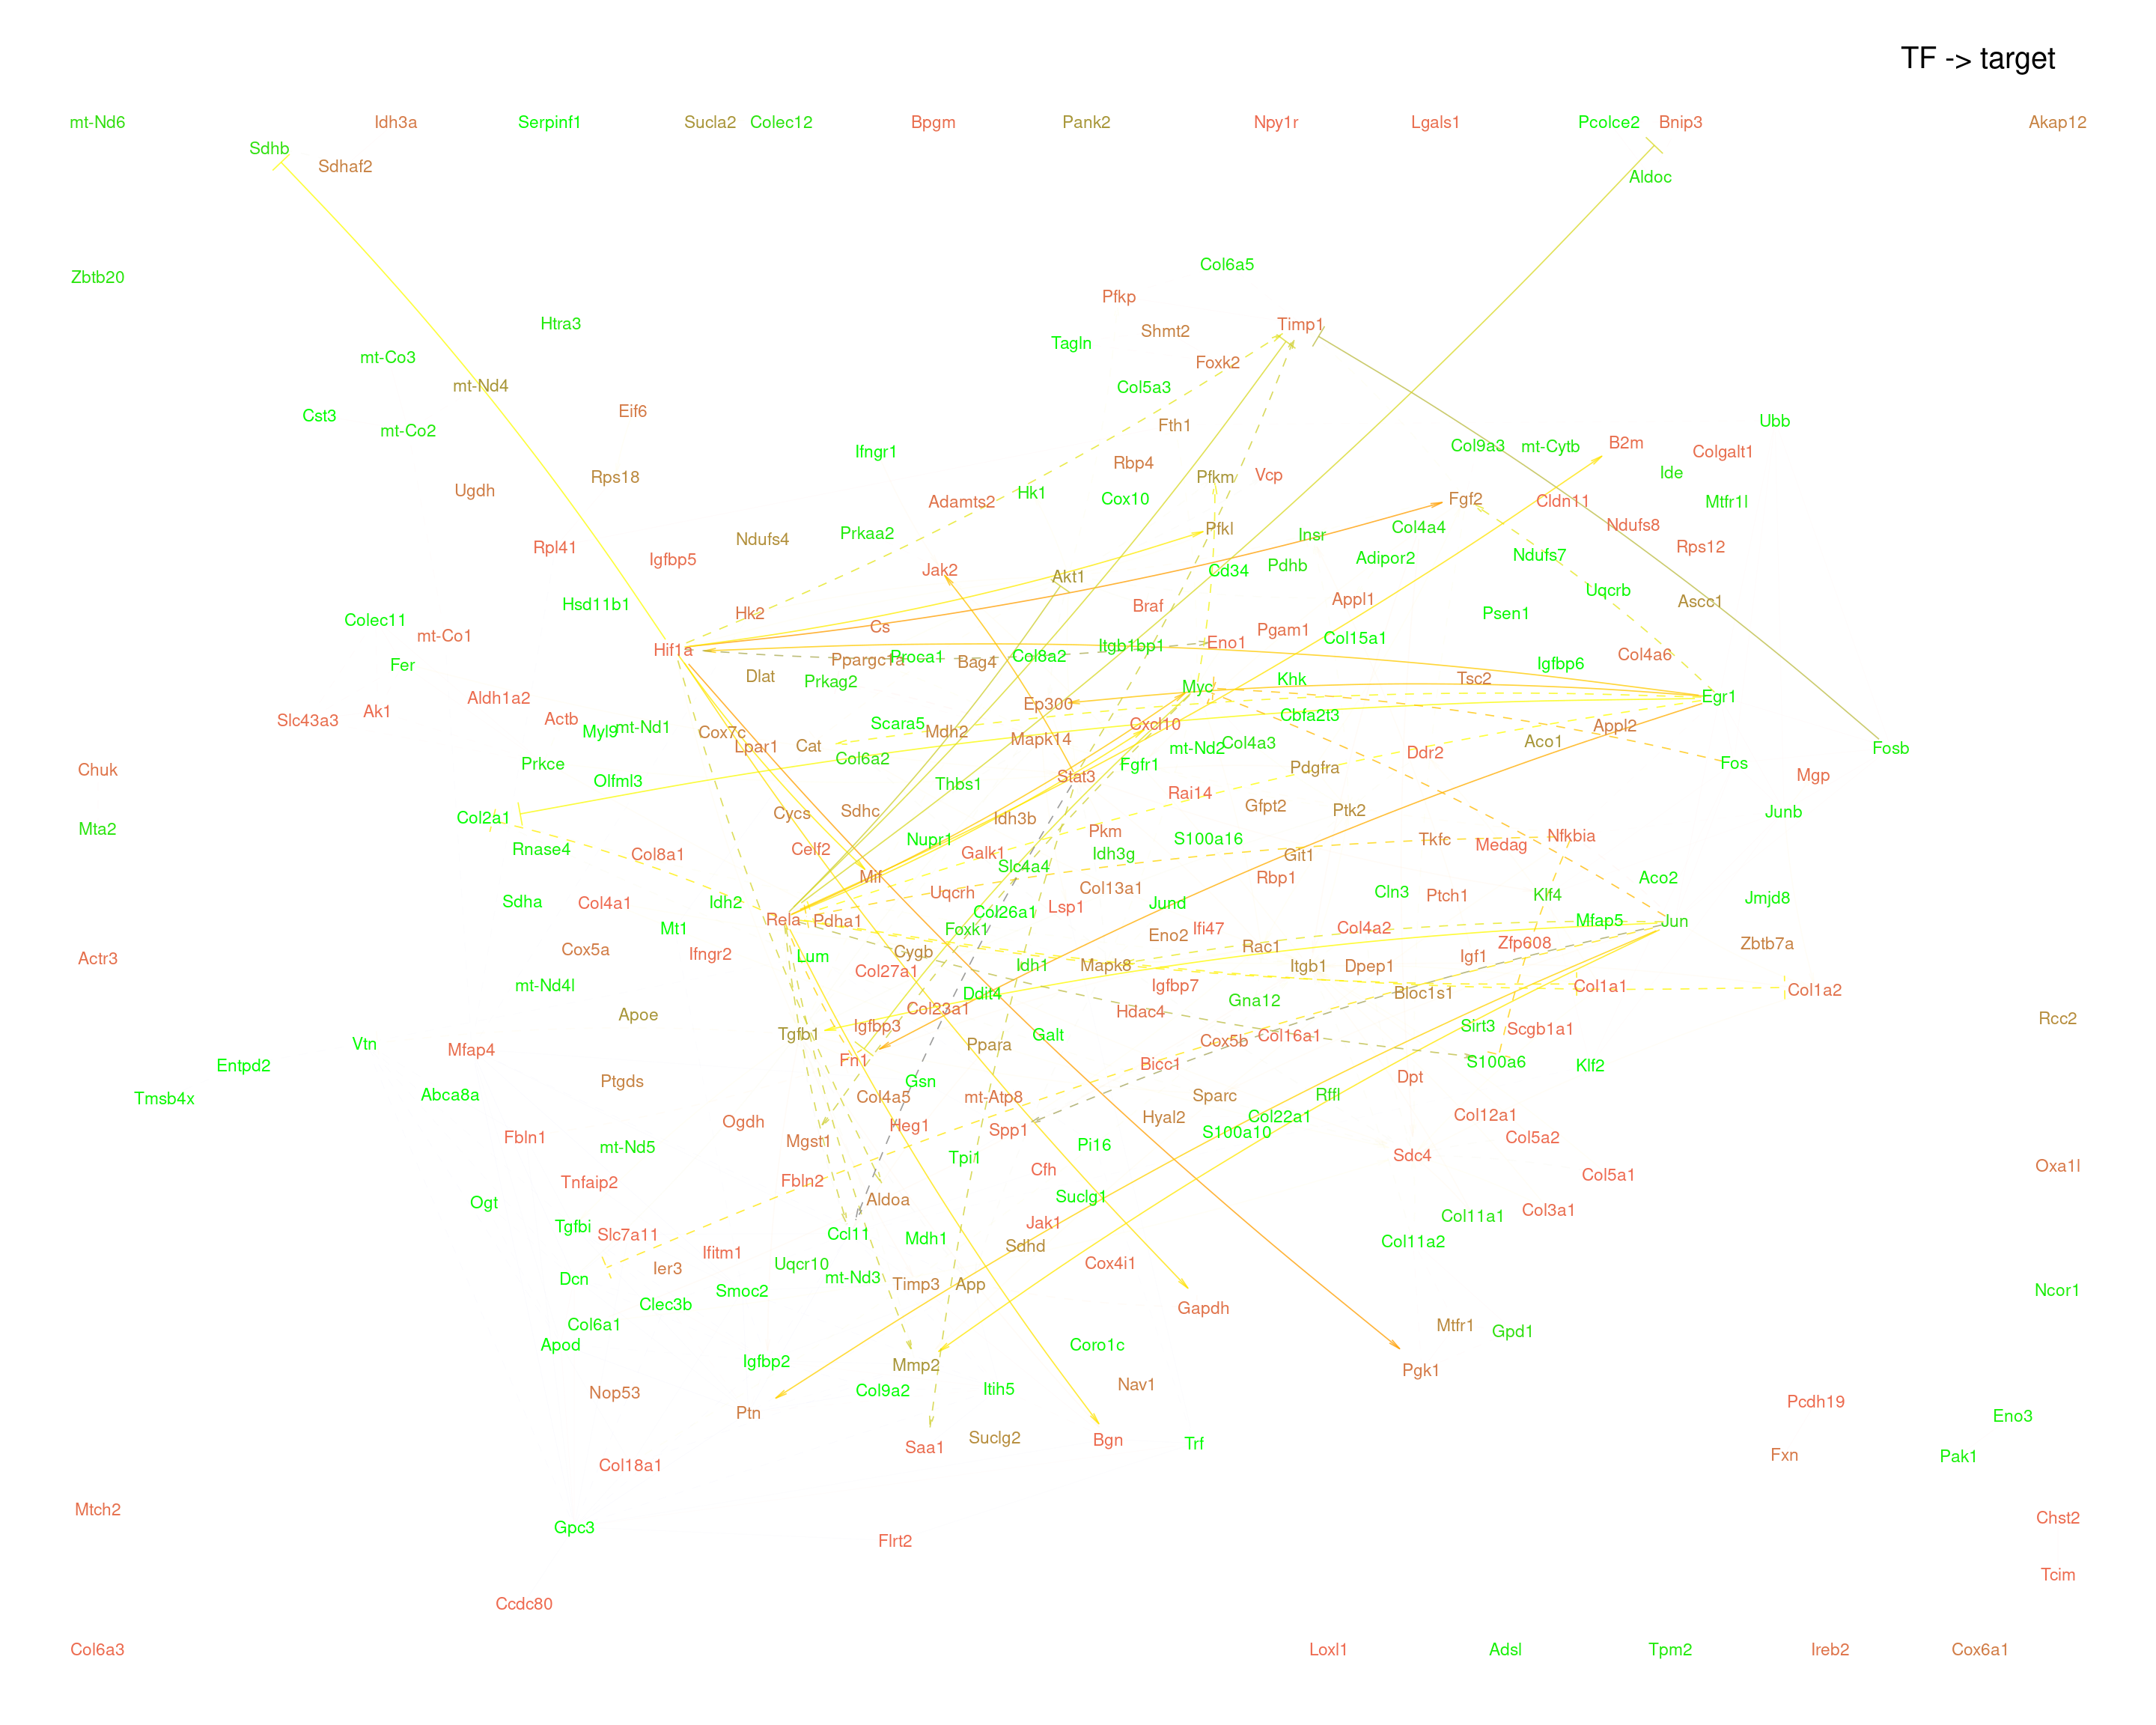 TF -> target
mt-Nd6 Idh3a Serpinf1 Sucla2 Colec12 Bpgm Pank2 Npy1r Lgals1 Pcolce2 Bnip3 Akap12
Sdhb
Sdhaf2
Aldoc
Col6a5
Zbtb20
Pfkp
Htra3 Timp1
Shmt2
Tagln
mt-Co3
Foxk2
mt-Nd4 Col5a3
Eif6
Cst3 Ubb
Fth1
mt-Co2
B2m
Col9a3 mt-Cytb
Ifngr1 Colgalt1
Rbp4
Ide
Rps18 Pfkm Vcp
Ugdh Hk1
Adamts2 Cox10 Fgf2 Cldn11 Mtfr1l
Pfkl Col4a4 Ndufs8
Prkaa2 Insr
Ndufs4
Rpl41 Rps12
Igfbp5 Adipor2 Ndufs7
Jak2 Cd34 Pdhb
Akt1
Uqcrb
Hsd11b1 Braf Appl1 Ascc1
Colec11 Hk2 Psen1
mt-Co1 Cs Pgam1 Col15a1
Hif1a Itgb1bp1 Eno1
Ppargc1a Proca1 Bag4 Col8a2 Igfbp6 Col4a6
Fer
Dlat Prkag2 Khk Tsc2
Myc
Aldh1a2 Ep300 Egr1
Slc43a3 Ak1 Actb Scara5 Cxcl10 Cbfa2t3 Appl2
Myl9 mt-Nd1 Cox7c Lpar1 Cat Mdh2 Mapk14 mt-Nd2 Col4a3 Aco1 Fosb
Chuk Prkce Col6a2 Fgfr1 Pdgfra Ddr2 Fos
Olfml3 Thbs1 Stat3 Mgp
Rai14
Cycs Sdhc Gfpt2 Ptk2 Junb
Col2a1 Idh3b
Mta2 Nupr1 Pkm S100a16 Tkfc Nfkbia
Rnase4 Col8a1 Celf2 Galk1 Idh3g Git1 Medag
Slc4a4
Mif Rbp1 Aco2
Uqcrh Col13a1 Cln3 Ptch1 Klf4 Jmjd8
Sdha Col4a1 Idh2 Lsp1 Jund
Rela Pdha1 Col26a1 Mfap5 Jun
Mt1 Foxk1 Ifi47 Col4a2
Cox5a Ifngr2 Lum Cygb Eno2 Rac1 Zfp608 Zbtb7a
Actr3 Col27a1 Idh1 Mapk8 Itgb1 Dpep1 Igf1
mt-Nd4l Ddit4 Igfbp7 Gna12 Bloc1s1 Col1a1 Col1a2
Apoe Col23a1 Hdac4 Rcc2
Tgfb1 Igfbp3 Galt Col16a1 Sirt3 Scgb1a1
Vtn Mfap4 Ppara Cox5b
Entpd2 Fn1 Bicc1 S100a6 Klf2
Ptgds Gsn Dpt
Tmsb4x Abca8a Col4a5 mt-Atp8 Sparc Rffl
Ogdh Heg1 Spp1 Hyal2 Col22a1 Col12a1
Fbln1 Mgst1 S100a10 Col5a2
mt-Nd5 Tpi1 Pi16 Sdc4
Tnfaip2 Fbln2 Cfh Col5a1 Oxa1l
Ogt Aldoa Suclg1 Col3a1
Tgfbi Slc7a11 Ccl11 Mdh1 Jak1 Col11a1
Ifitm1 Sdhd Col11a2
Dcn Ier3 Uqcr10 mt-Nd3 Cox4i1
Smoc2 Timp3 App Ncor1
Clec3b Gapdh
Col6a1 Mtfr1 Gpd1
Apod Coro1c
Igfbp2 Mmp2 Pgk1
Nop53 Col9a2 Itih5 Nav1
Pcdh19
Ptn Eno3
Saa1 Suclg2 Bgn Trf
Col18a1 Fxn Pak1
Mtch2 Chst2
Gpc3
Flrt2
Tcim
Ccdc80
Col6a3 Loxl1 Adsl Tpm2 Ireb2 Cox6a1